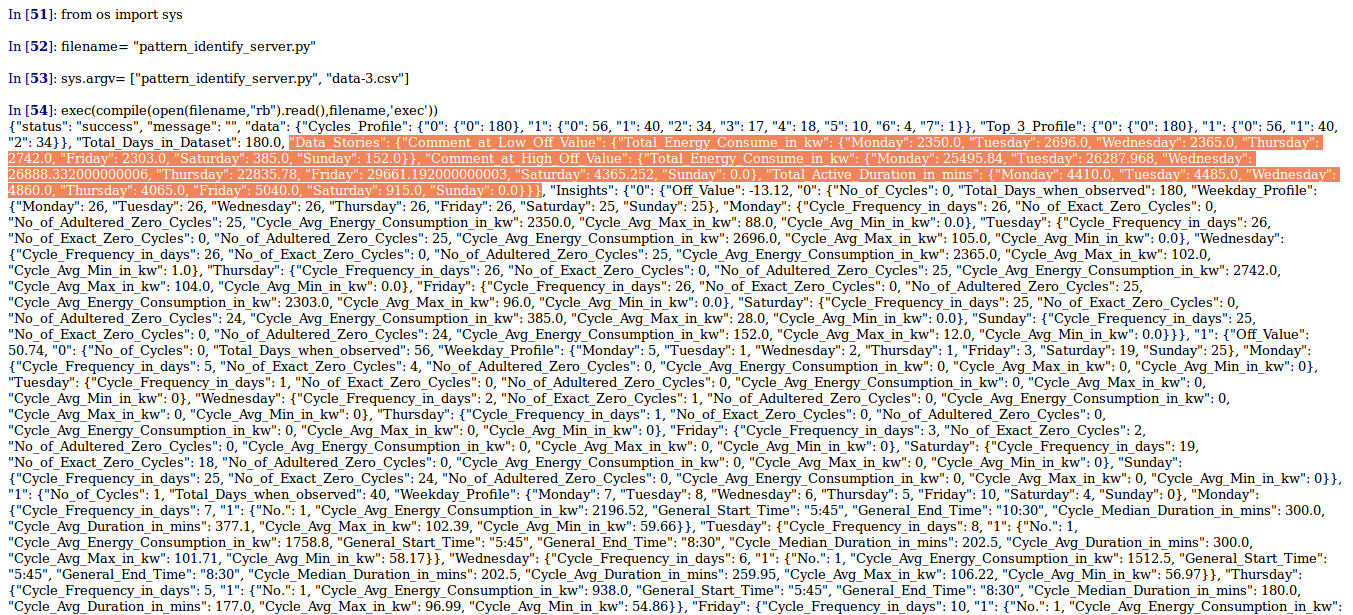 In [51]: from os import sys
In [52]: filename= "pattern_identify_server.py"
In [53]: sys.argv= ["pattern_identify_server.py", "data-3.csv"]
In [54]: exec(compile(open(filename,"rb").read(),filename,'exec'))
{"status": "success", "message": "", "data": {"Cycles_Profile": {"0": {"0": 180}, "1": {"0": 56, "1": 40, "2": 34, "3": 17, "4": 18, "5": 10, "6": 4, "7": 1}}, "Top_3_Profile": {"0": {"0": 180}, "1": {"0": 56, "1": 40,
"2": 34}}, "Total_Days_in_Dataset": 180.0, "Data_Stories": {"Comment_at_Low_Off_Value": {"Total_Energy_Consume_in_kw": {"Monday": 2350.0, "Tuesday": 2696.0, "Wednesday": 2365.0, "Thursday":
2742.0, "Friday": 2303.0, "Saturday": 385.0, "Sunday": 152.0}}, "Comment_at_High_Off_Value": {"Total_Energy_Consume_in_kw": {"Monday": 25495.84, "Tuesday": 26287.968, "Wednesday":
26888.332000000006, "Thursday": 22835.78, "Friday": 29661.192000000003, "Saturday": 4365.252, "Sunday": 0.0}, "Total_Active_Duration_in_mins": {"Monday": 4410.0, "Tuesday": 4485.0, "Wednesday":
4860.0, "Thursday": 4065.0, "Friday": 5040.0, "Saturday": 915.0, "Sunday": 0.0}}}, "Insights": {"0": {"Off_Value": -13.12, "0": {"No_of_Cycles": 0, "Total_Days_when_observed": 180, "Weekday_Profile":
{"Monday": 26, "Tuesday": 26, "Wednesday": 26, "Thursday": 26, "Friday": 26, "Saturday": 25, "Sunday": 25}, "Monday": {"Cycle_Frequency_in_days": 26, "No_of_Exact_Zero_Cycles": 0,
"No_of_Adultered_Zero_Cycles": 25, "Cycle_Avg_Energy_Consumption_in_kw": 2350.0, "Cycle_Avg_Max_in_kw": 88.0, "Cycle_Avg_Min_in_kw": 0.0}, "Tuesday": {"Cycle_Frequency_in_days": 26,
"No_of_Exact_Zero_Cycles": 0, "No_of_Adultered_Zero_Cycles": 25, "Cycle_Avg_Energy_Consumption_in_kw": 2696.0, "Cycle_Avg_Max_in_kw": 105.0, "Cycle_Avg_Min_in_kw": 0.0}, "Wednesday":
{"Cycle_Frequency_in_days": 26, "No_of_Exact_Zero_Cycles": 0, "No_of_Adultered_Zero_Cycles": 25, "Cycle_Avg_Energy_Consumption_in_kw": 2365.0, "Cycle_Avg_Max_in_kw": 102.0,
"Cycle_Avg_Min_in_kw": 1.0}, "Thursday": {"Cycle_Frequency_in_days": 26, "No_of_Exact_Zero_Cycles": 0, "No_of_Adultered_Zero_Cycles": 25, "Cycle_Avg_Energy_Consumption_in_kw": 2742.0,
"Cycle_Avg_Max_in_kw": 104.0, "Cycle_Avg_Min_in_kw": 0.0}, "Friday": {"Cycle_Frequency_in_days": 26, "No_of_Exact_Zero_Cycles": 0, "No_of_Adultered_Zero_Cycles": 25,
"Cycle_Avg_Energy_Consumption_in_kw": 2303.0, "Cycle_Avg_Max_in_kw": 96.0, "Cycle_Avg_Min_in_kw": 0.0}, "Saturday": {"Cycle_Frequency_in_days": 25, "No_of_Exact_Zero_Cycles": 0,
"No_of_Adultered_Zero_Cycles": 24, "Cycle_Avg_Energy_Consumption_in_kw": 385.0, "Cycle_Avg_Max_in_kw": 28.0, "Cycle_Avg_Min_in_kw": 0.0}, "Sunday": {"Cycle_Frequency_in_days": 25,
"No_of_Exact_Zero_Cycles": 0, "No_of_Adultered_Zero_Cycles": 24, "Cycle_Avg_Energy_Consumption_in_kw": 152.0, "Cycle_Avg_Max_in_kw": 12.0, "Cycle_Avg_Min_in_kw": 0.0}}}, "1": {"Off_Value":
50.74, "0": {"No_of_Cycles": 0, "Total_Days_when_observed": 56, "Weekday_Profile": {"Monday": 5, "Tuesday": 1, "Wednesday": 2, "Thursday": 1, "Friday": 3, "Saturday": 19, "Sunday": 25}, "Monday":
{"Cycle_Frequency_in_days": 5, "No_of_Exact_Zero_Cycles": 4, "No_of_Adultered_Zero_Cycles": 0, "Cycle_Avg_Energy_Consumption_in_kw": 0, "Cycle_Avg_Max_in_kw": 0, "Cycle_Avg_Min_in_kw": 0},
"Tuesday": {"Cycle_Frequency_in_days": 1, "No_of_Exact_Zero_Cycles": 0, "No_of_Adultered_Zero_Cycles": 0, "Cycle_Avg_Energy_Consumption_in_kw": 0, "Cycle_Avg_Max_in_kw": 0,
"Cycle_Avg_Min_in_kw": 0}, "Wednesday": {"Cycle_Frequency_in_days": 2, "No_of_Exact_Zero_Cycles": 1, "No_of_Adultered_Zero_Cycles": 0, "Cycle_Avg_Energy_Consumption_in_kw": 0,
"Cycle_Avg_Max_in_kw": 0, "Cycle_Avg_Min_in_kw": 0}, "Thursday": {"Cycle_Frequency_in_days": 1, "No_of_Exact_Zero_Cycles": 0, "No_of_Adultered_Zero_Cycles": 0,
"Cycle_Avg_Energy_Consumption_in_kw": 0, "Cycle_Avg_Max_in_kw": 0, "Cycle_Avg_Min_in_kw": 0}, "Friday": {"Cycle_Frequency_in_days": 3, "No_of_Exact_Zero_Cycles": 2,
"No_of_Adultered_Zero_Cycles": 0, "Cycle_Avg_Energy_Consumption_in_kw": 0, "Cycle_Avg_Max_in_kw": 0, "Cycle_Avg_Min_in_kw": 0}, "Saturday": {"Cycle_Frequency_in_days": 19,
"No_of_Exact_Zero_Cycles": 18, "No_of_Adultered_Zero_Cycles": 0, "Cycle_Avg_Energy_Consumption_in_kw": 0, "Cycle_Avg_Max_in_kw": 0, "Cycle_Avg_Min_in_kw": 0}, "Sunday":
{"Cycle_Frequency_in_days": 25, "No_of_Exact_Zero_Cycles": 24, "No_of_Adultered_Zero_Cycles": 0, "Cycle_Avg_Energy_Consumption_in_kw": 0, "Cycle_Avg_Max_in_kw": 0, "Cycle_Avg_Min_in_kw": 0}},
"1": {"No_of_Cycles": 1, "Total_Days_when_observed": 40, "Weekday_Profile": {"Monday": 7, "Tuesday": 8, "Wednesday": 6, "Thursday": 5, "Friday": 10, "Saturday": 4, "Sunday": 0}, "Monday":
{"Cycle_Frequency_in_days": 7, "1": {"No.": 1, "Cycle_Avg_Energy_Consumption_in_kw": 2196.52, "General_Start_Time": "5:45", "General_End_Time": "10:30", "Cycle_Median_Duration_in_mins": 300.0,
"Cycle_Avg_Duration_in_mins": 377.1, "Cycle_Avg_Max_in_kw": 102.39, "Cycle_Avg_Min_in_kw": 59.66}}, "Tuesday": {"Cycle_Frequency_in_days": 8, "1": {"No.": 1,
"Cycle_Avg_Energy_Consumption_in_kw": 1758.8, "General_Start_Time": "5:45", "General_End_Time": "8:30", "Cycle_Median_Duration_in_mins": 202.5, "Cycle_Avg_Duration_in_mins": 300.0,
"Cycle_Avg_Max_in_kw": 101.71, "Cycle_Avg_Min_in_kw": 58.17}}, "Wednesday": {"Cycle_Frequency_in_days": 6, "1": {"No.": 1, "Cycle_Avg_Energy_Consumption_in_kw": 1512.5, "General_Start_Time":
"5:45", "General_End_Time": "8:30", "Cycle_Median_Duration_in_mins": 202.5, "Cycle_Avg_Duration_in_mins": 259.95, "Cycle_Avg_Max_in_kw": 106.22, "Cycle_Avg_Min_in_kw": 56.97}}, "Thursday":
{"Cycle_Frequency_in_days": 5, "1": {"No.": 1, "Cycle_Avg_Energy_Consumption_in_kw": 938.0, "General_Start_Time": "5:45", "General_End_Time": "8:30", "Cycle_Median_Duration_in_mins": 180.0,
"Cycle_Avg_Duration_in_mins": 177.0, "Cycle_Avg_Max_in_kw": 96.99, "Cycle_Avg_Min_in_kw": 54.86}}, "Friday": {"Cycle_Frequency_in_days": 10, "1": {"No.": 1, "Cycle_Avg_Energy_Consumption_in_kw":